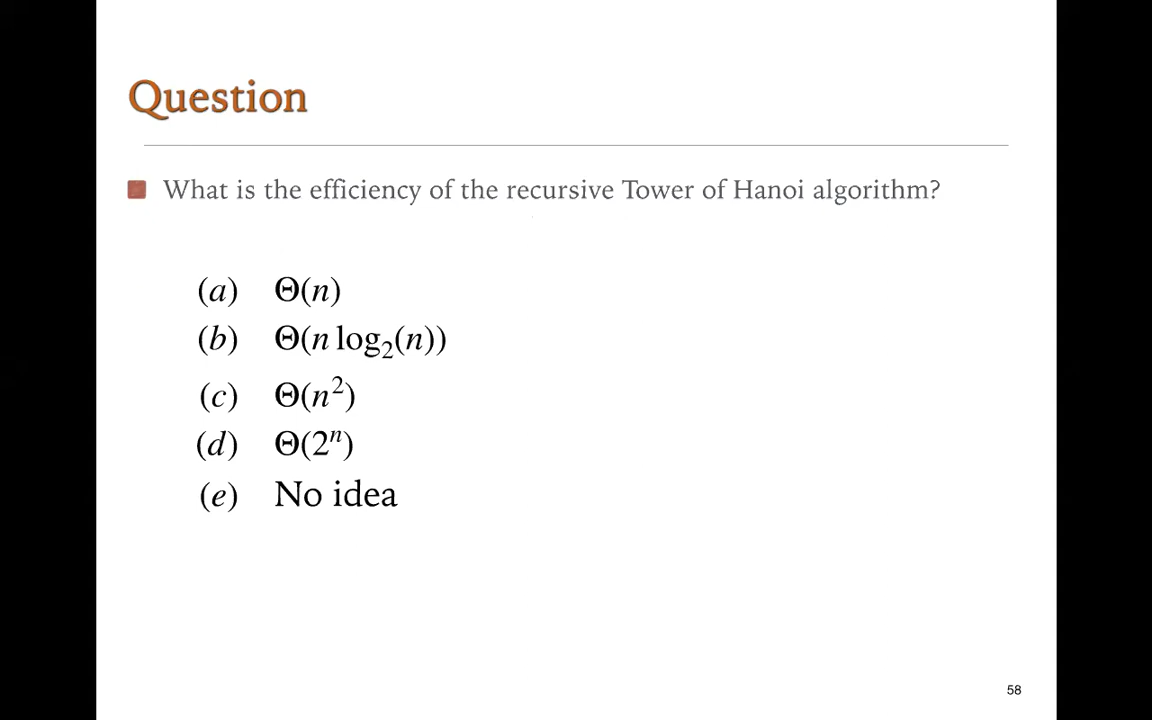 Question
What is the efficiency of the recursive Tower of Hanoi algorithm?
(a) Θ(n)
(b) Θ(n log₂(n))
(c) Θ(n²)
(d) Θ(2ⁿ)
(e) No idea
58